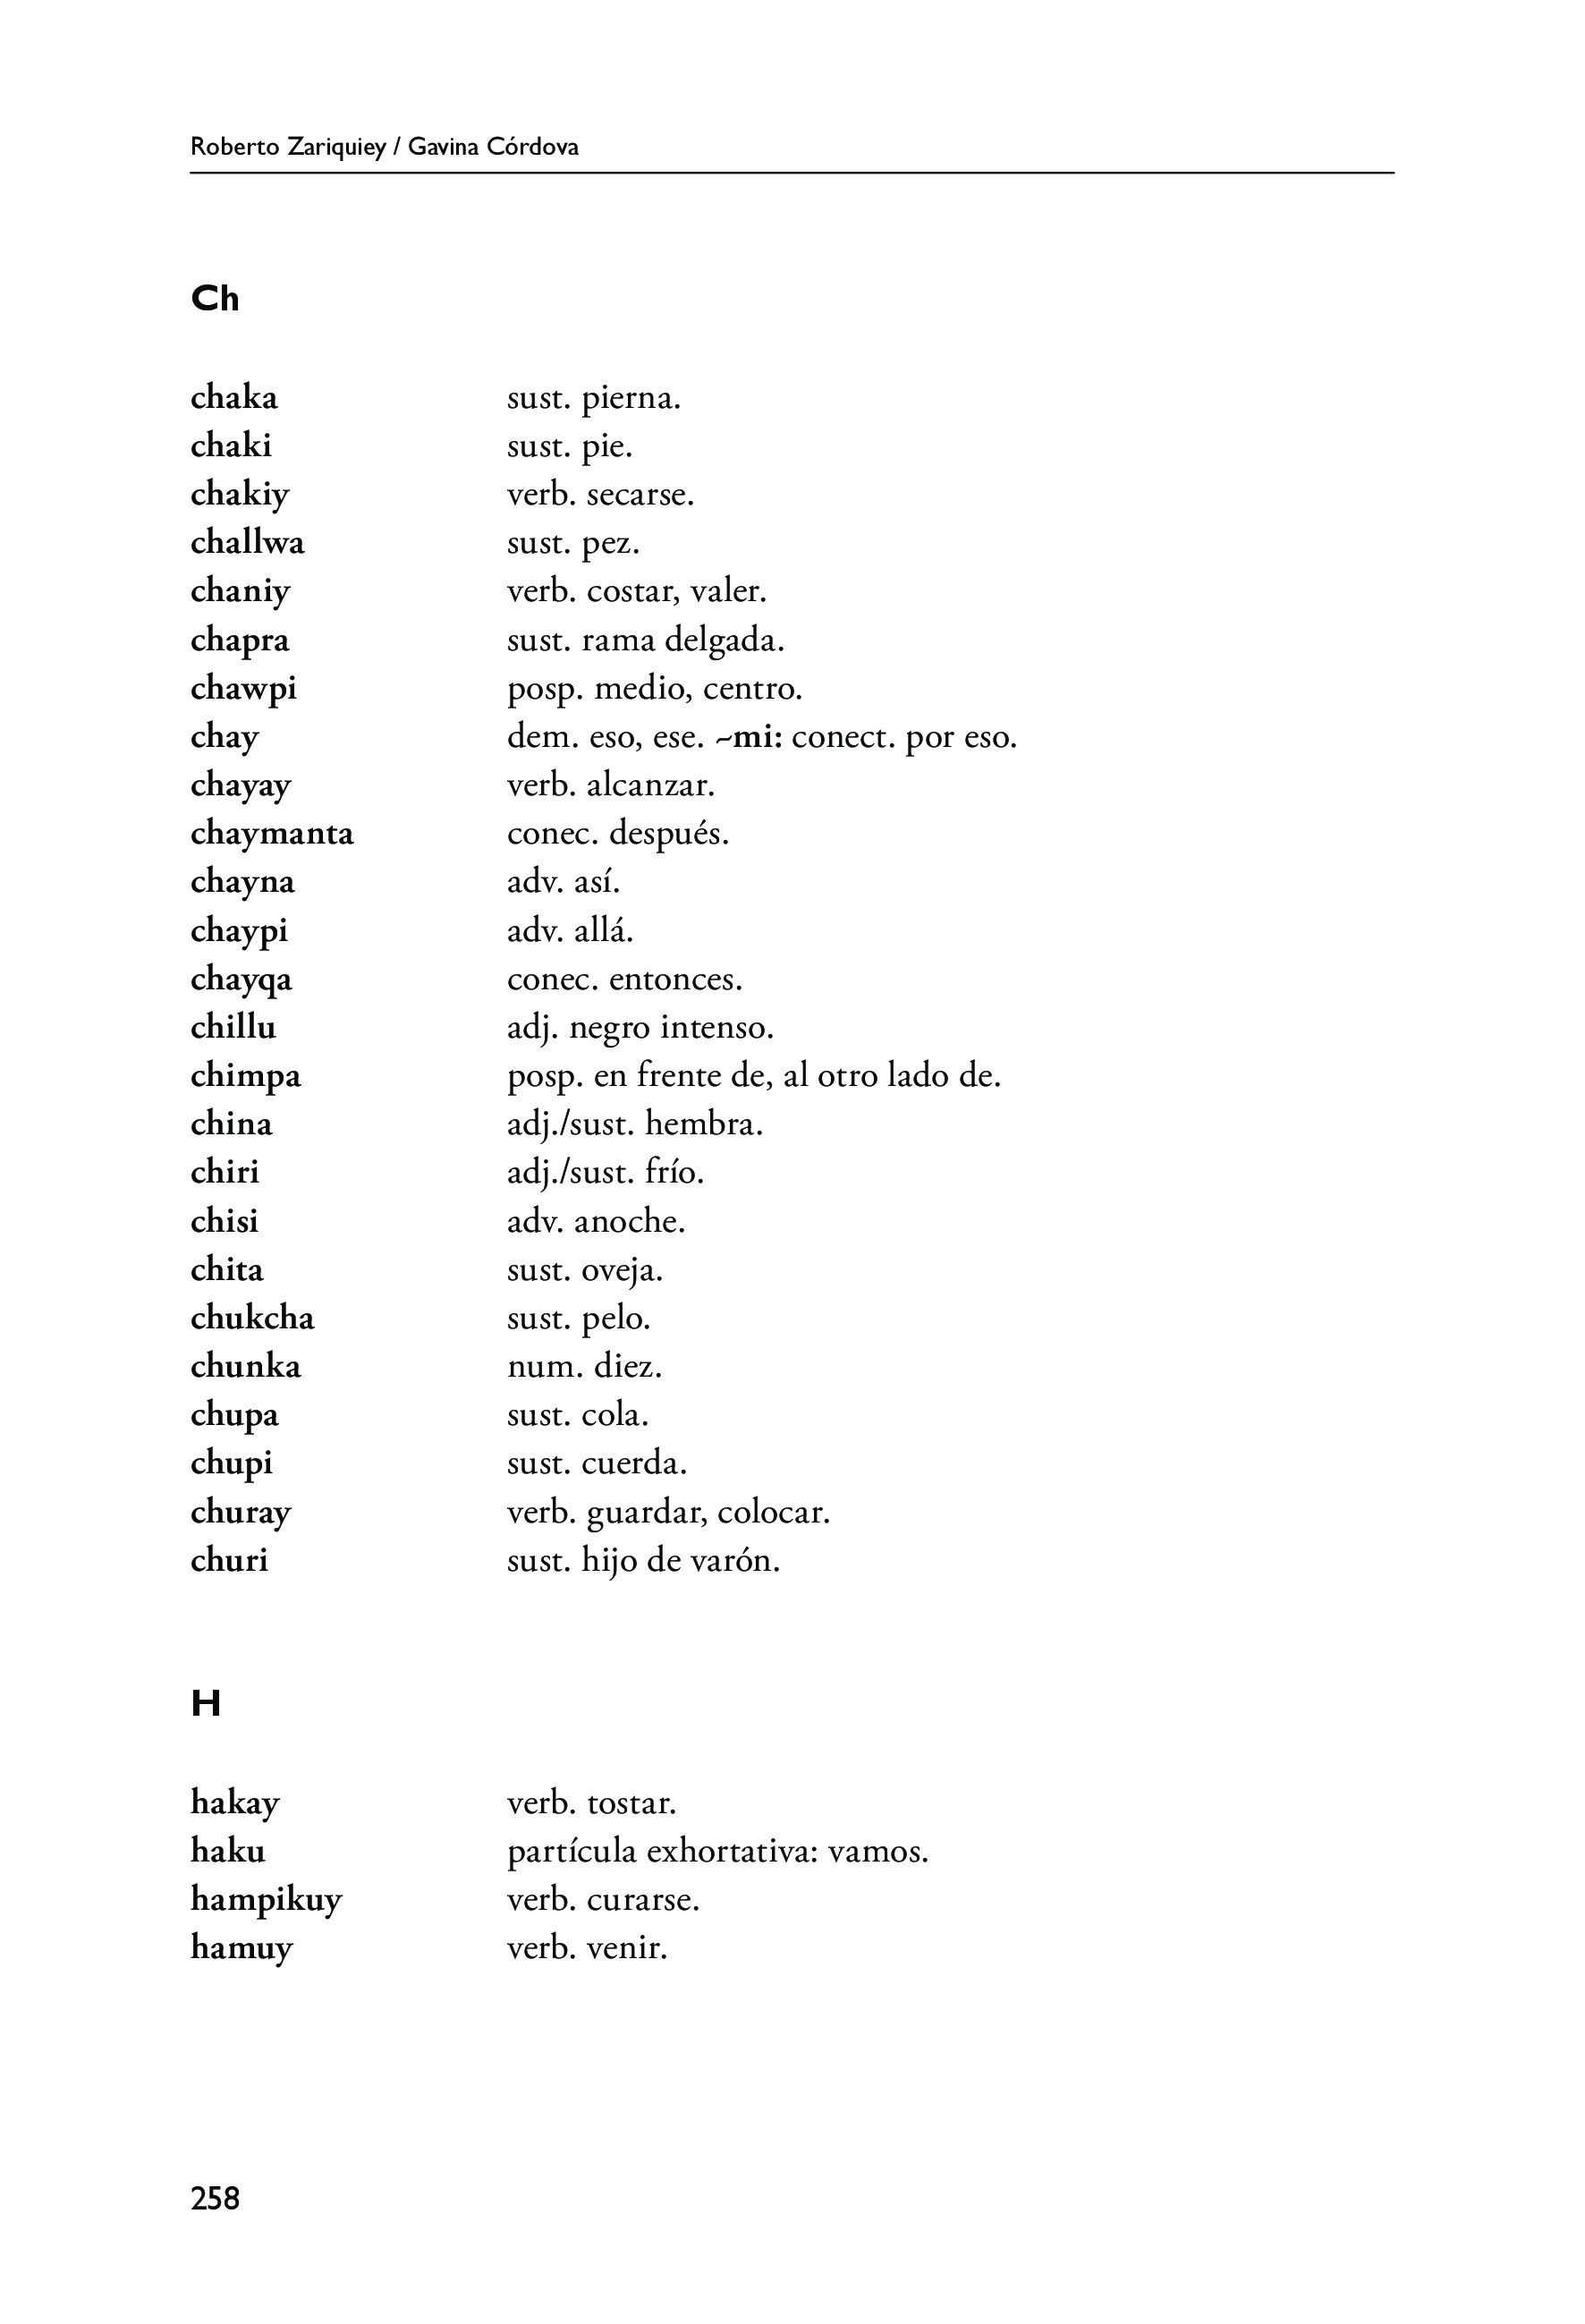 Roberto Zariquiey / Gavina Córdova
Ch
chaka sust. pierna.
chaki sust. pie.
chakiy verb. secarse.
challwa sust. pez.
chaniy verb. costar, valer.
chapra sust. rama delgada.
chawpi posp. medio, centro.
chay dem. eso, ese. ~mi: conect. por eso.
chayay verb. alcanzar.
chaymanta conec. después.
chayna adv. así.
chaypi adv. allá.
chayqa conec. entonces.
chillu adj. negro intenso.
chimpa posp. en frente de, al otro lado de.
china adj./sust. hembra.
chiri adj./sust. frío.
chisi adv. anoche.
chita sust. oveja.
chukcha sust. pelo.
chunka num. diez.
chupa sust. cola.
chupi sust. cuerda.
churay verb. guardar, colocar.
churi sust. hijo de varón.
H
hakay verb. tostar.
haku partícula exhortativa: vamos.
hampikuy verb. curarse.
hamuy verb. venir.
258